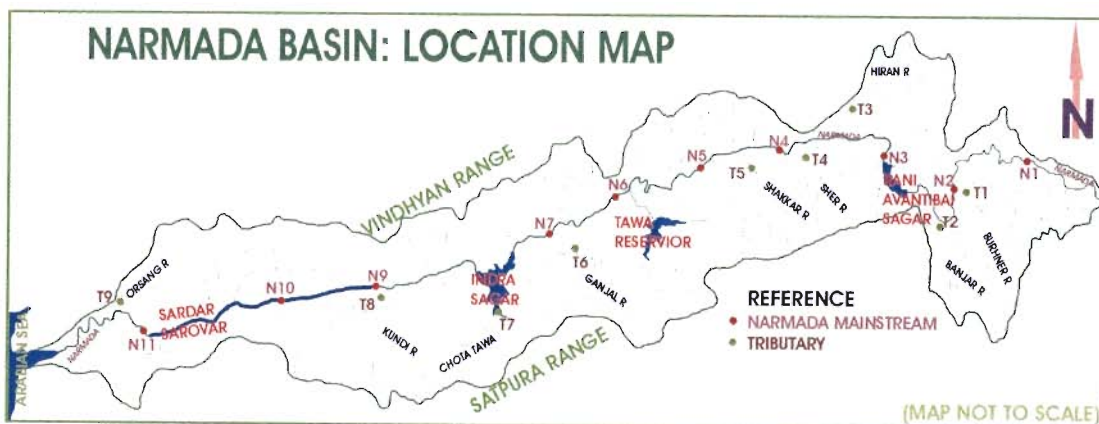 NARMADA BASIN: LOCATION MAP
N
HIRAN R
T3
NARMADA
N4
T4
N3
N5
T5
SHAKKAR R
SHER R
RANI
AVANTIBAI
SAGAR
N2
T1
N1
NARMADA
T2
BURHNER R
BANJAR R
VINDHYAN RANGE
N6
TAWA
RESERVIOR
N7
T6
GANJAL R
INDIRA
SAGAR
T7
N9
T8
N10
T9
ORSANG R
SARDAR
SAROVAR
N11
NARMADA
ARABIAN SEA
KUNDI R
CHOTA TAWA
SATPURA RANGE
REFERENCE
NARMADA MAINSTREAM
TRIBUTARY
(MAP NOT TO SCALE)